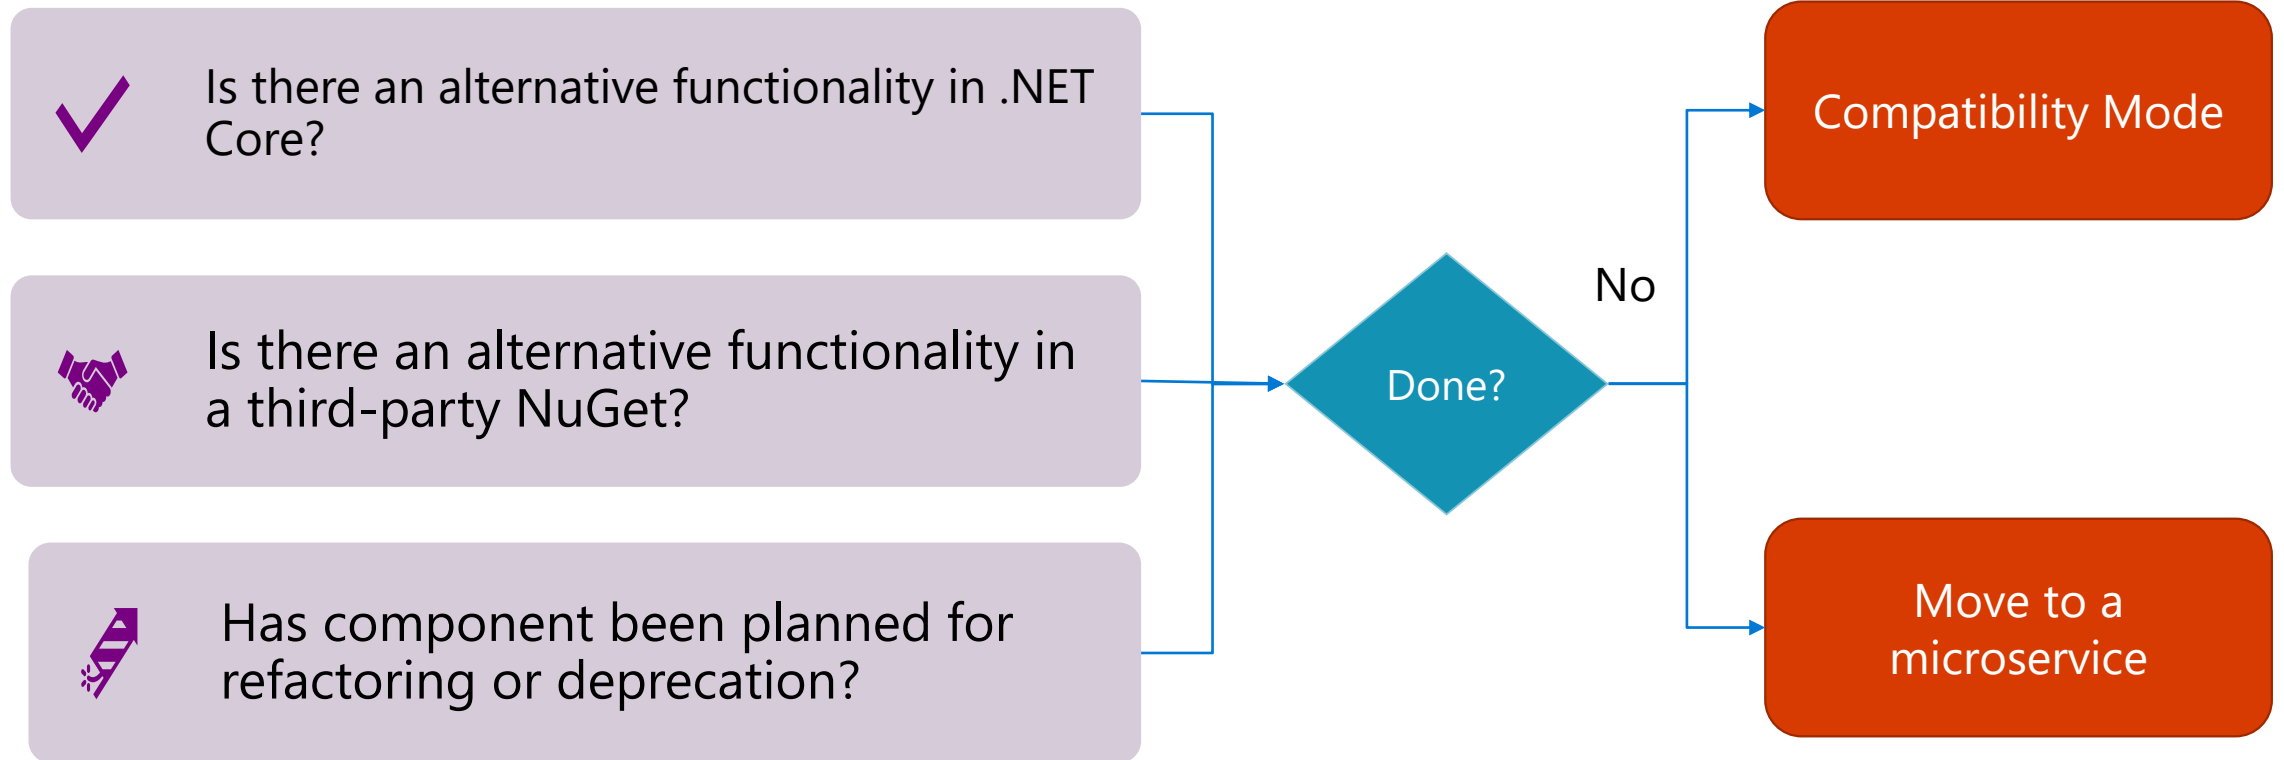 Is there an alternative functionality in .NET
Core?
Is there an alternative functionality in
a third-party NuGet?
Has component been planned for
refactoring or deprecation?
Done?
No
Compatibility Mode
Move to a
microservice